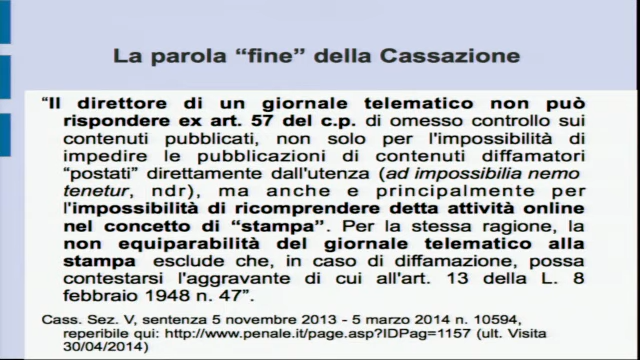 La parola “fine” della Cassazione
“Il direttore di un giornale telematico non può
rispondere ex art. 57 del c.p. di omesso controllo sui
contenuti pubblicati, non solo per l'impossibilità di
impedire le pubblicazioni di contenuti diffamatori
“postati” direttamente dall'utenza (ad impossibilia nemo
tenetur, ndr), ma anche e principalmente per
l'impossibilità di ricomprendere detta attività online
nel concetto di “stampa”. Per la stessa ragione, la
non equiparabilità del giornale telematico alla
stampa esclude che, in caso di diffamazione, possa
contestarsi l'aggravante di cui all'art. 13 della L. 8
febbraio 1948 n. 47”.
Cass. Sez. V, sentenza 5 novembre 2013 - 5 marzo 2014 n. 10594,
reperibile qui: http://www.penale.it/page.asp?IDPag=1157 (ult. Visita
30/04/2014)